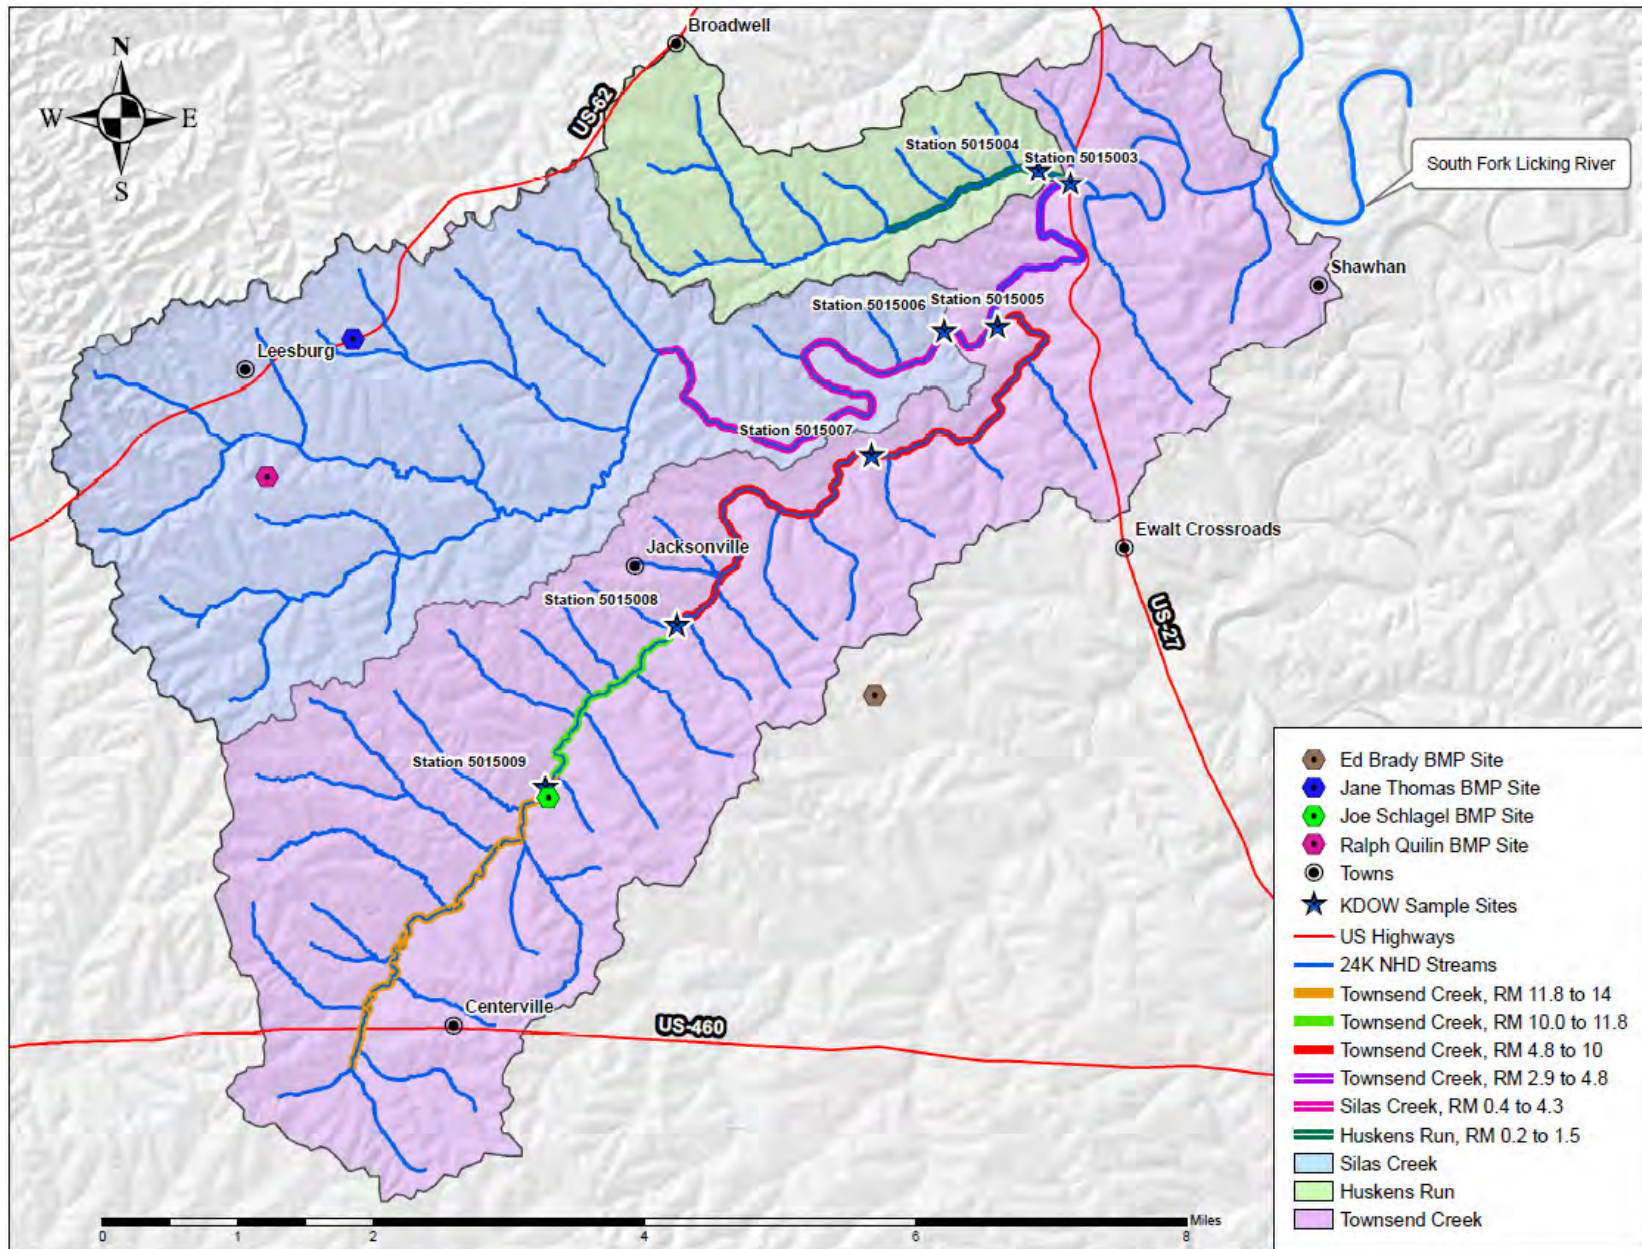 Broadwell
N
W
E
S
US-62
Station 5015004
Station 5015003
South Fork Licking River
Shawhan
Station 5015006
Station 5015005
Leesburg
Station 5015007
Ewalt Crossroads
Jacksonville
Station 5015008
US-27
Station 5015009
Centerville
US-460
Ed Brady BMP Site
Jane Thomas BMP Site
Joe Schlagel BMP Site
Ralph Quilin BMP Site
Towns
KDOW Sample Sites
US Highways
24K NHD Streams
Townsend Creek, RM 11.8 to 14
Townsend Creek, RM 10.0 to 11.8
Townsend Creek, RM 4.8 to 10
Townsend Creek, RM 2.9 to 4.8
Silas Creek, RM 0.4 to 4.3
Huskens Run, RM 0.2 to 1.5
Silas Creek
Huskens Run
Townsend Creek
Miles
0 1 2 4 6 8